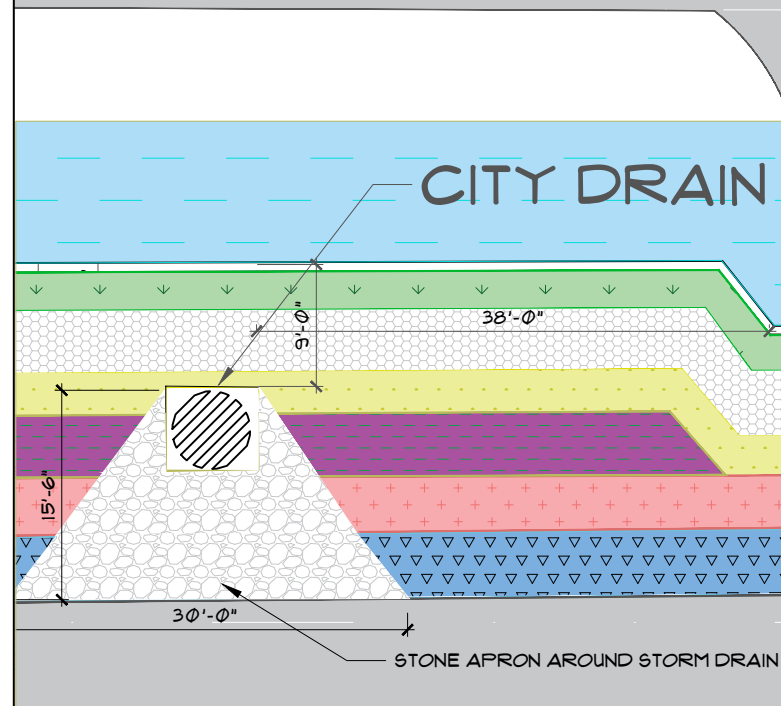 CITY DRAIN
9'-0"
38'-0"
15'-6"
30'-0"
STONE APRON AROUND STORM DRAIN